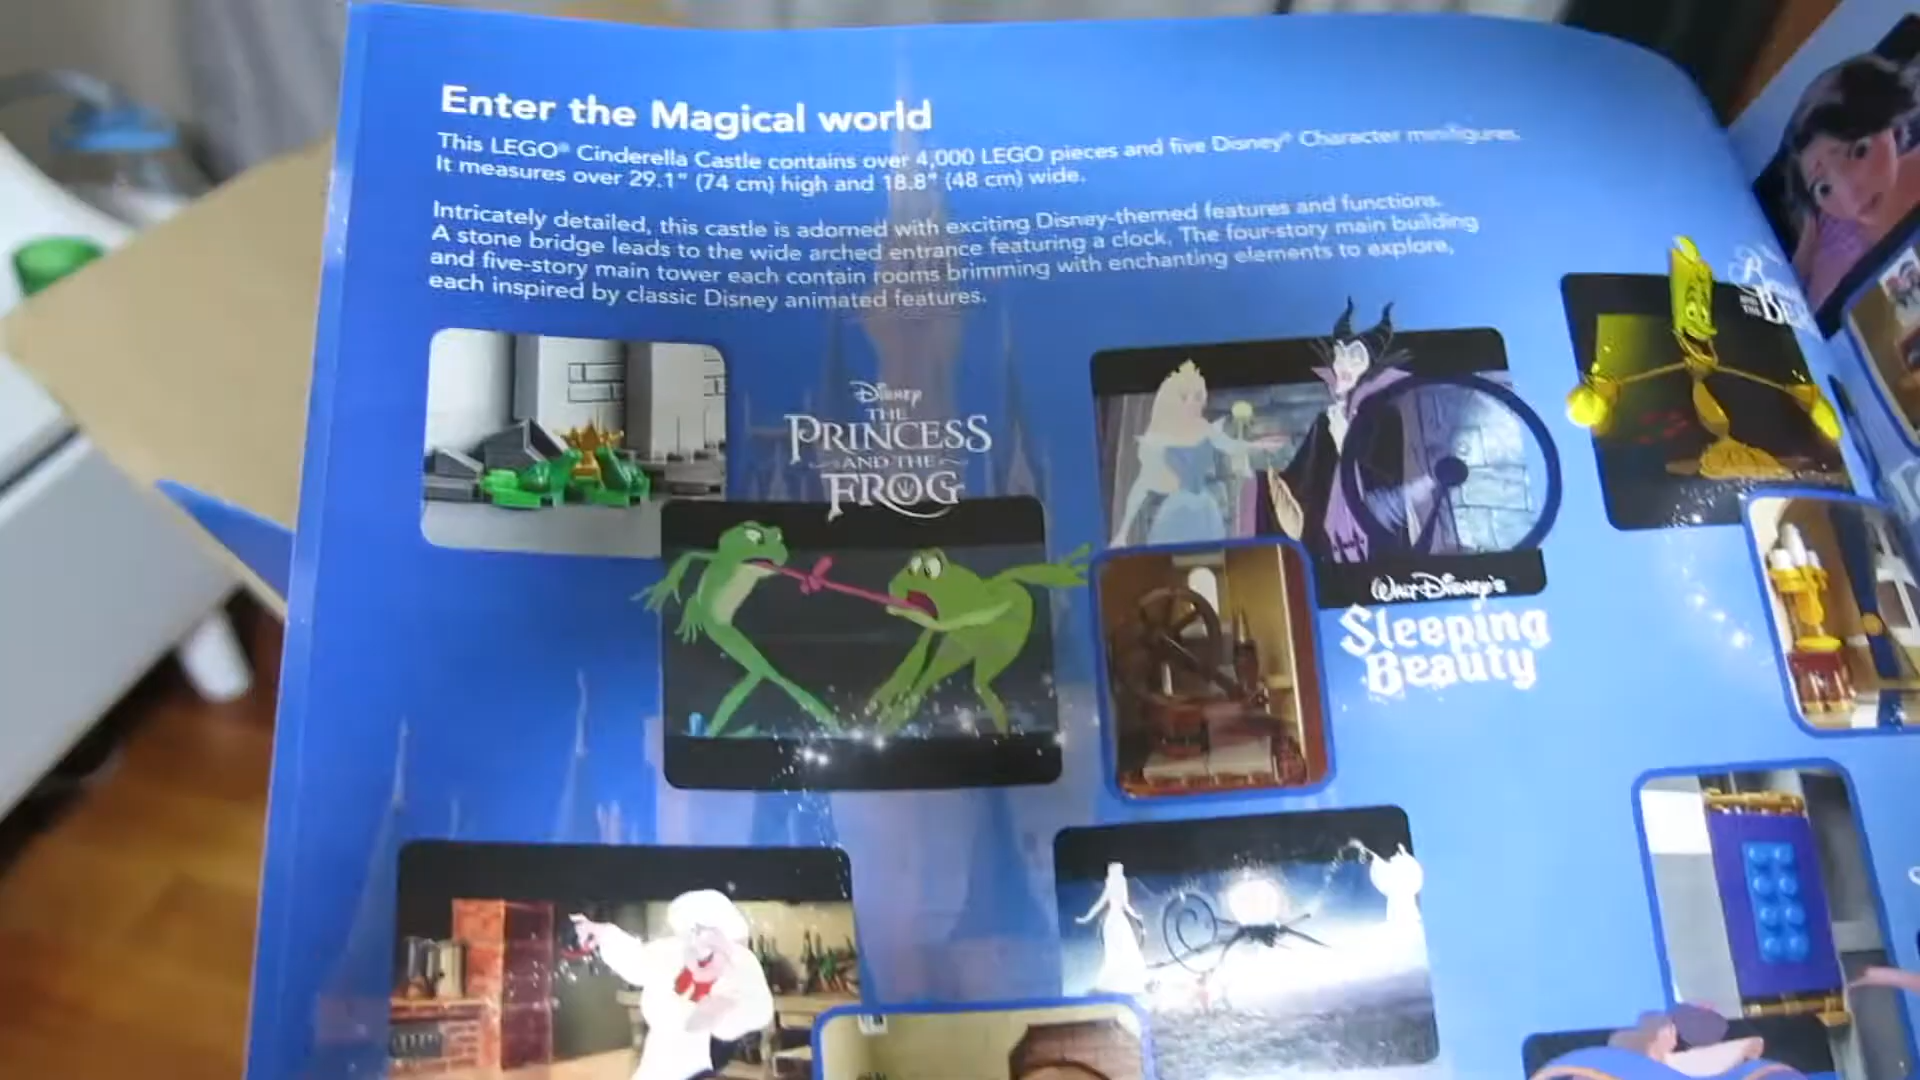 Enter the Magical world
This LEGO® Cinderella Castle contains over 4,000 LEGO pieces and five Disney® Character minifigures.
It measures over 29.1" (74 cm) high and 18.8" (48 cm) wide.
Intricately detailed, this castle is adorned with exciting Disney-themed features and functions.
A stone bridge leads to the wide arched entrance featuring a clock. The four-story main building
and five-story main tower each contain rooms brimming with enchanting elements to explore,
each inspired by classic Disney animated features.
Disney
THE
PRINCESS
AND THE
FROG
WALT DISNEY'S
Sleeping
Beauty
AND THE